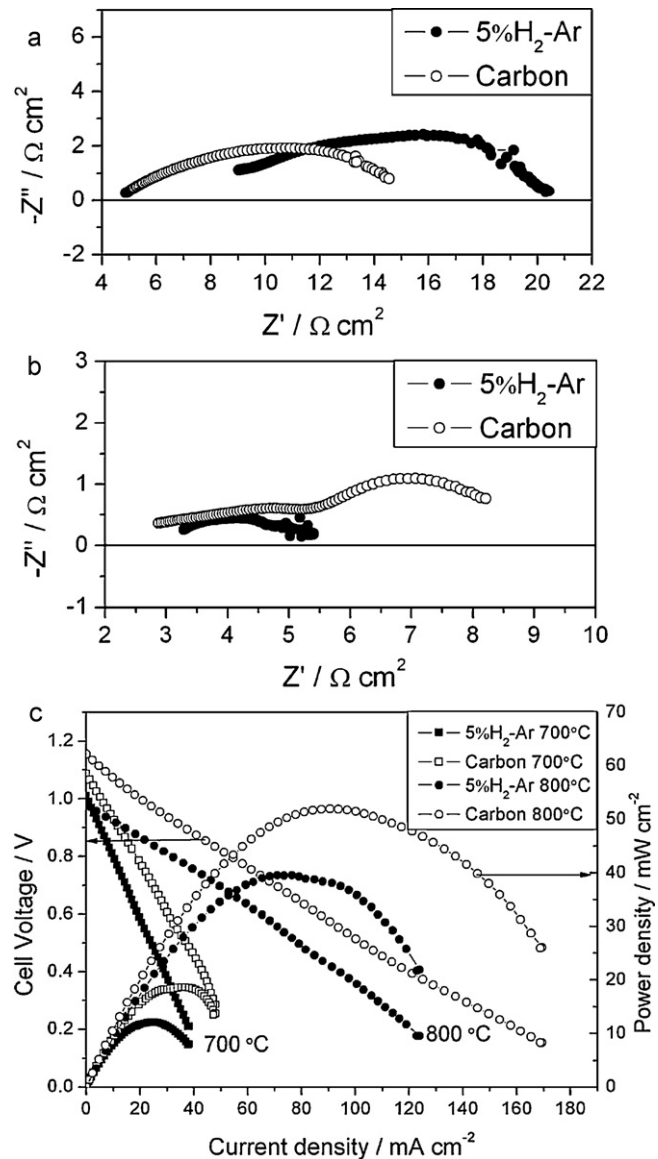 a
6
4
2
0
-2
-Z" / Ω cm²
5%H₂-Ar
Carbon
4 6 8 10 12 14 16 18 20 22
Z' / Ω cm²
b
3
2
1
0
-1
-Z" / Ω cm²
5%H₂-Ar
Carbon
2 3 4 5 6 7 8 9 10
Z' / Ω cm²
c
1.2
1.0
0.8
0.6
0.4
0.2
0.0
Cell Voltage / V
5%H₂-Ar 700°C
Carbon 700°C
5%H₂-Ar 800°C
Carbon 800°C
700 °C
800 °C
70
60
50
40
30
20
10
0
Power density / mW cm⁻²
0 20 40 60 80 100 120 140 160 180
Current density / mA cm⁻²